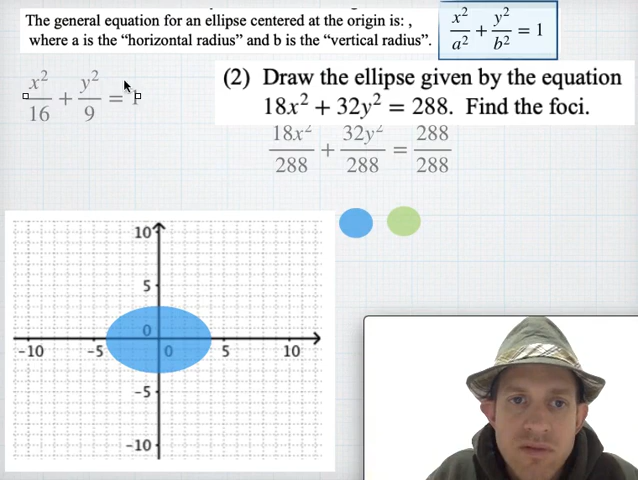 The general equation for an ellipse centered at the origin is: ,
where a is the “horizontal radius” and b is the “vertical radius”.
x²/a² + y²/b² = 1
x²/16 + y²/9 = 1
(2) Draw the ellipse given by the equation
18x² + 32y² = 288. Find the foci.
18x²/288 + 32y²/288 = 288/288
10
5
0
-10 -5 0 5 10
-5
-10